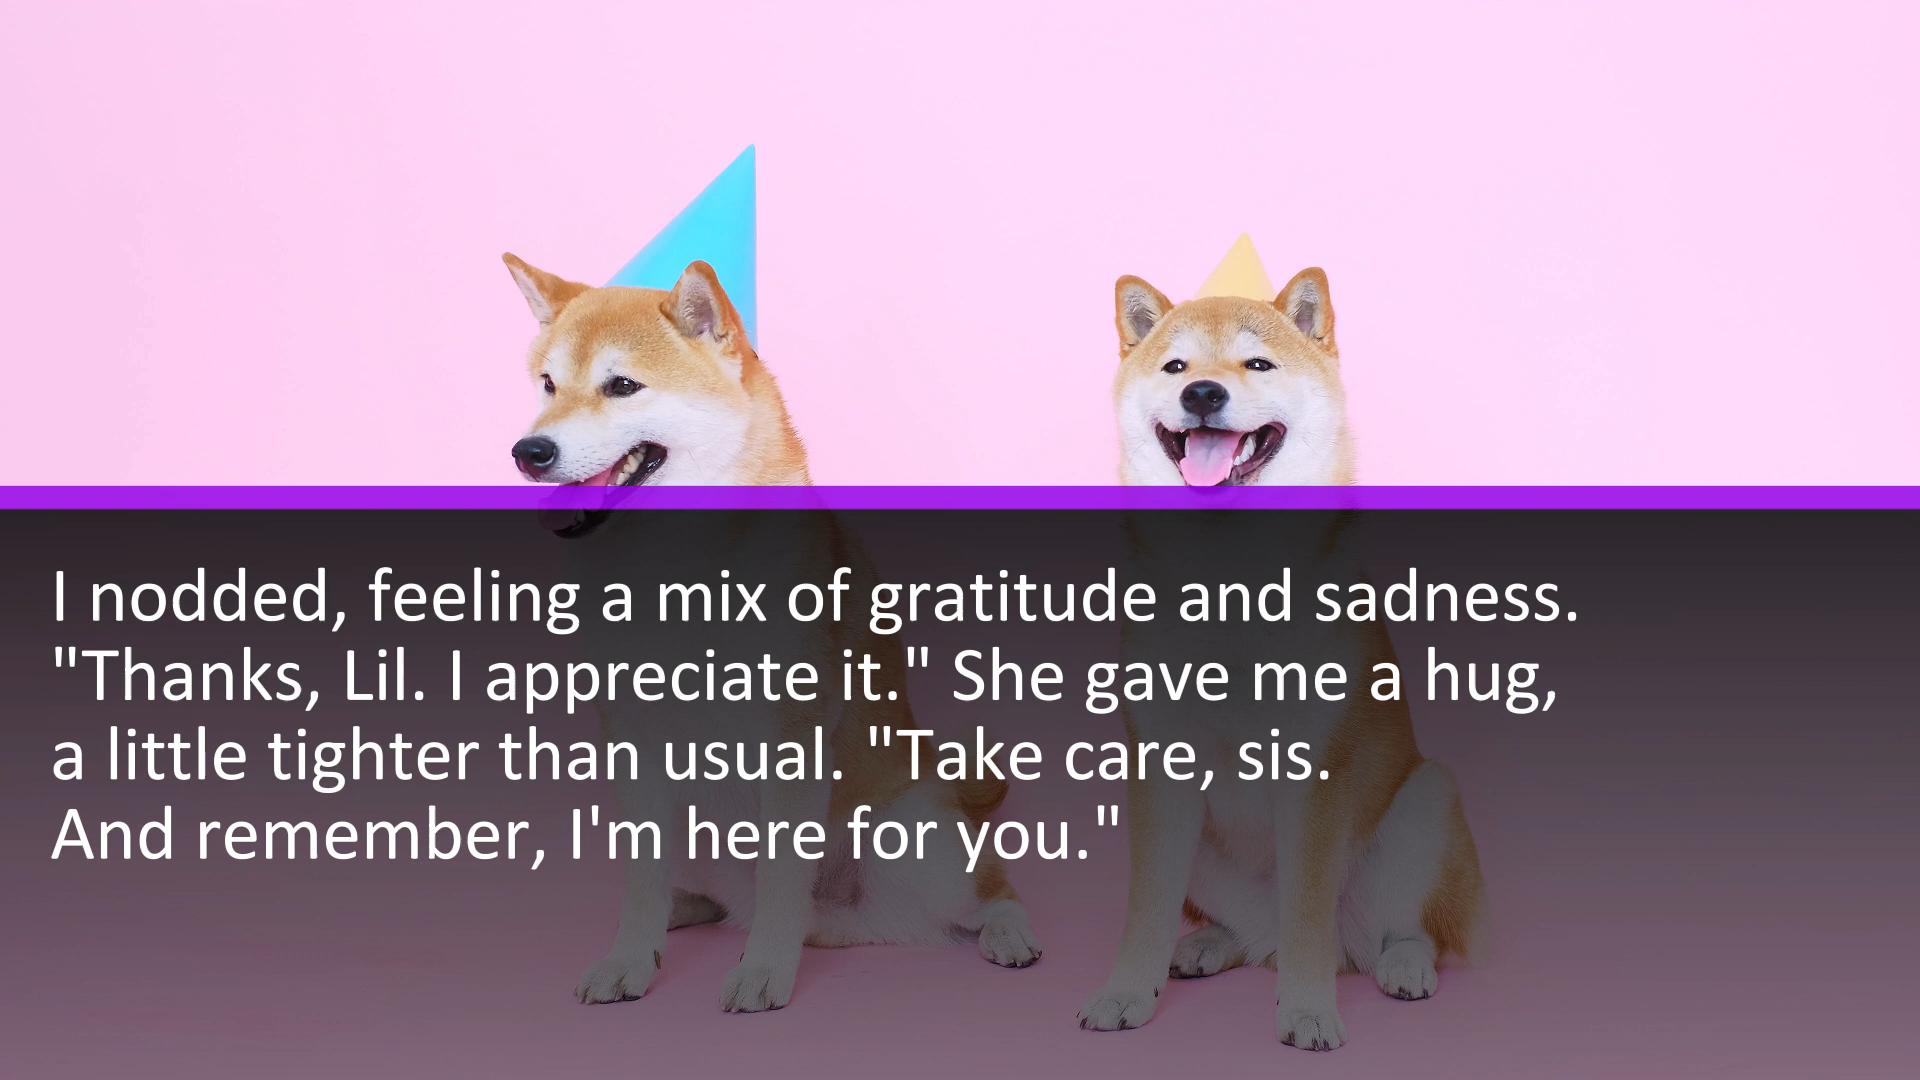 I nodded, feeling a mix of gratitude and sadness.
"Thanks, Lil. I appreciate it." She gave me a hug,
a little tighter than usual. "Take care, sis.
And remember, I'm here for you."